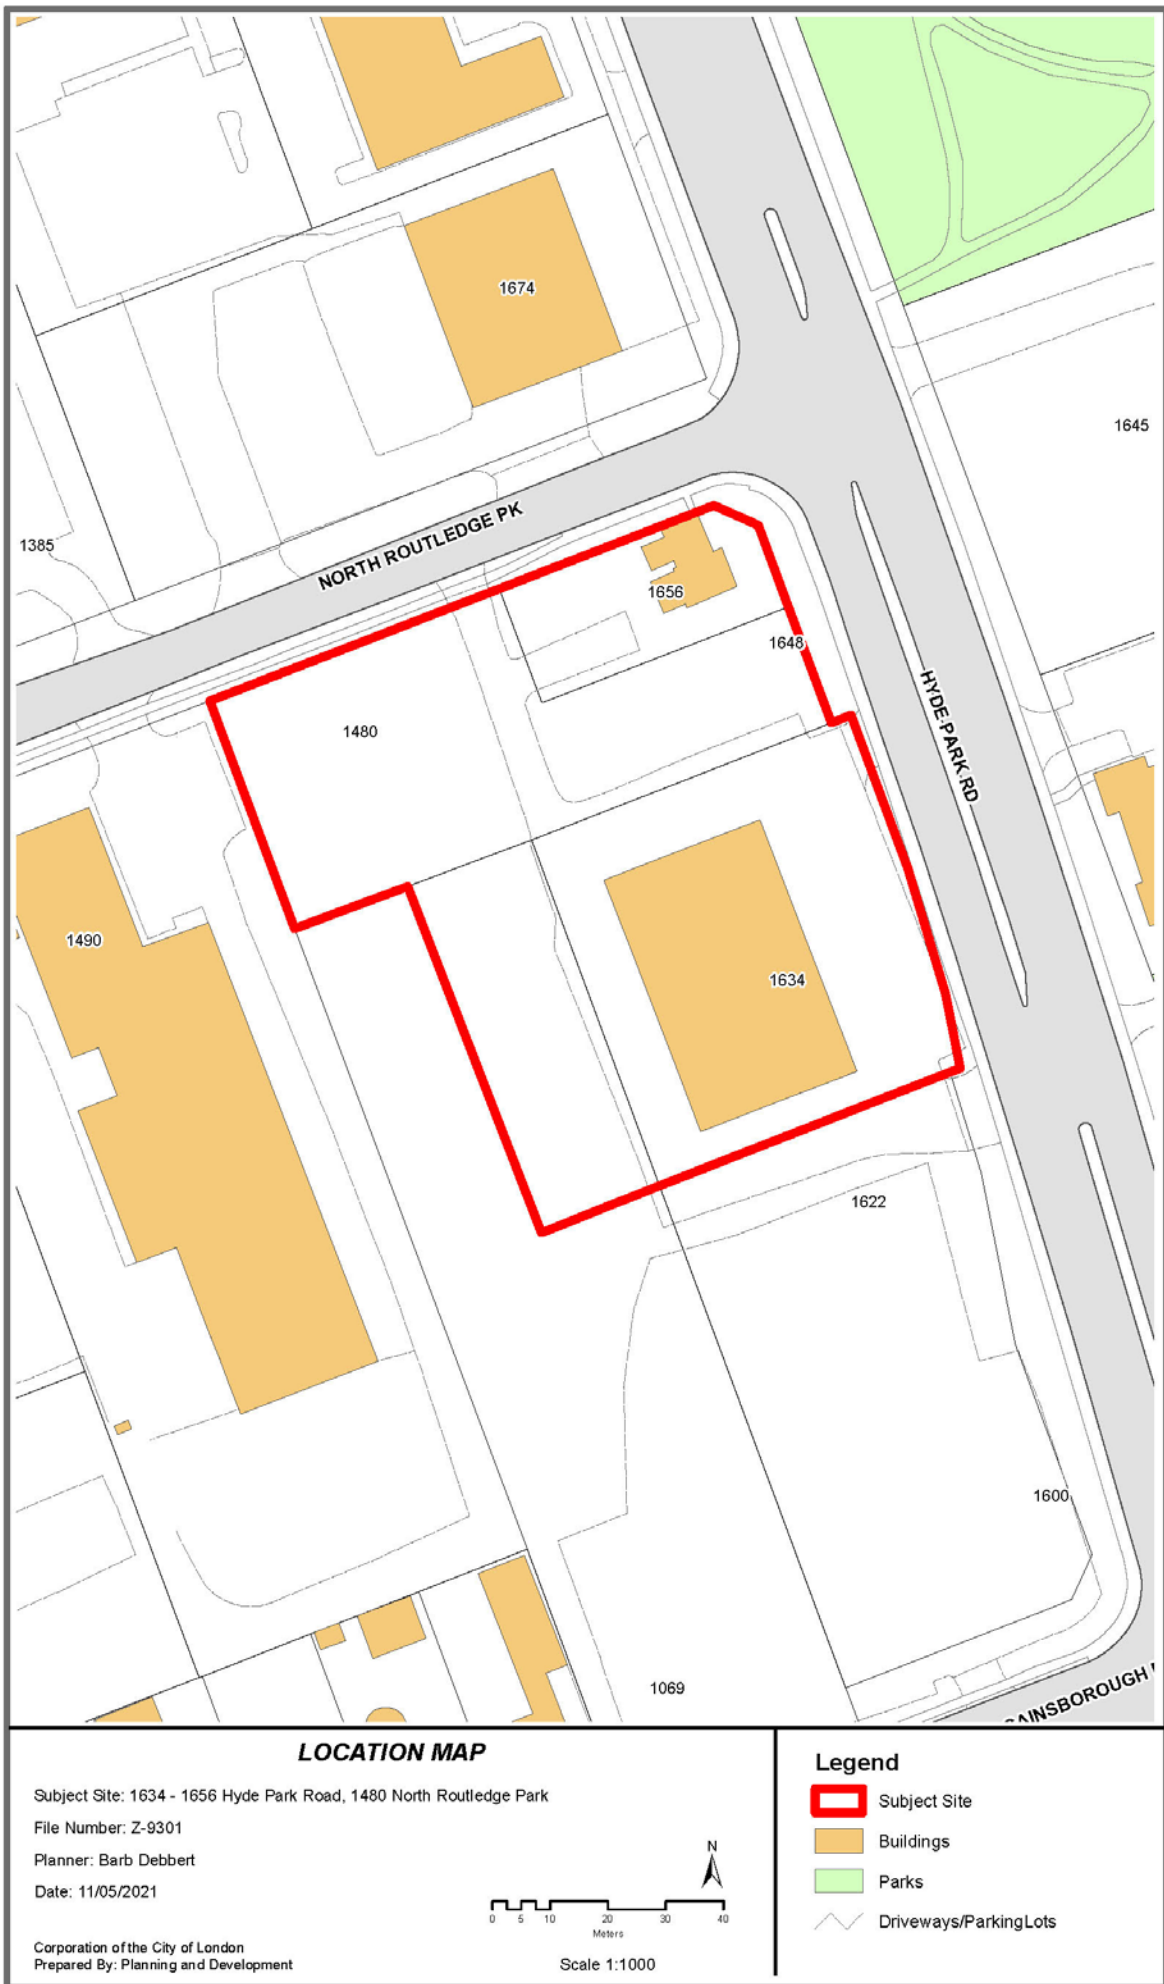 1674
1645
1385
NORTH ROUTLEDGE PK
1656
1648
HYDE PARK RD
1480
1490
1634
1622
1600
1069
LOCATION MAP
Subject Site: 1634 - 1656 Hyde Park Road, 1480 North Routledge Park
File Number: Z-9301
Planner: Barb Debbert
Date: 11/05/2021
N
0 5 10 20 30 40
Meters
Corporation of the City of London
Prepared By: Planning and Development
Scale 1:1000
Legend
Subject Site
Buildings
Parks
Driveways/ParkingLots